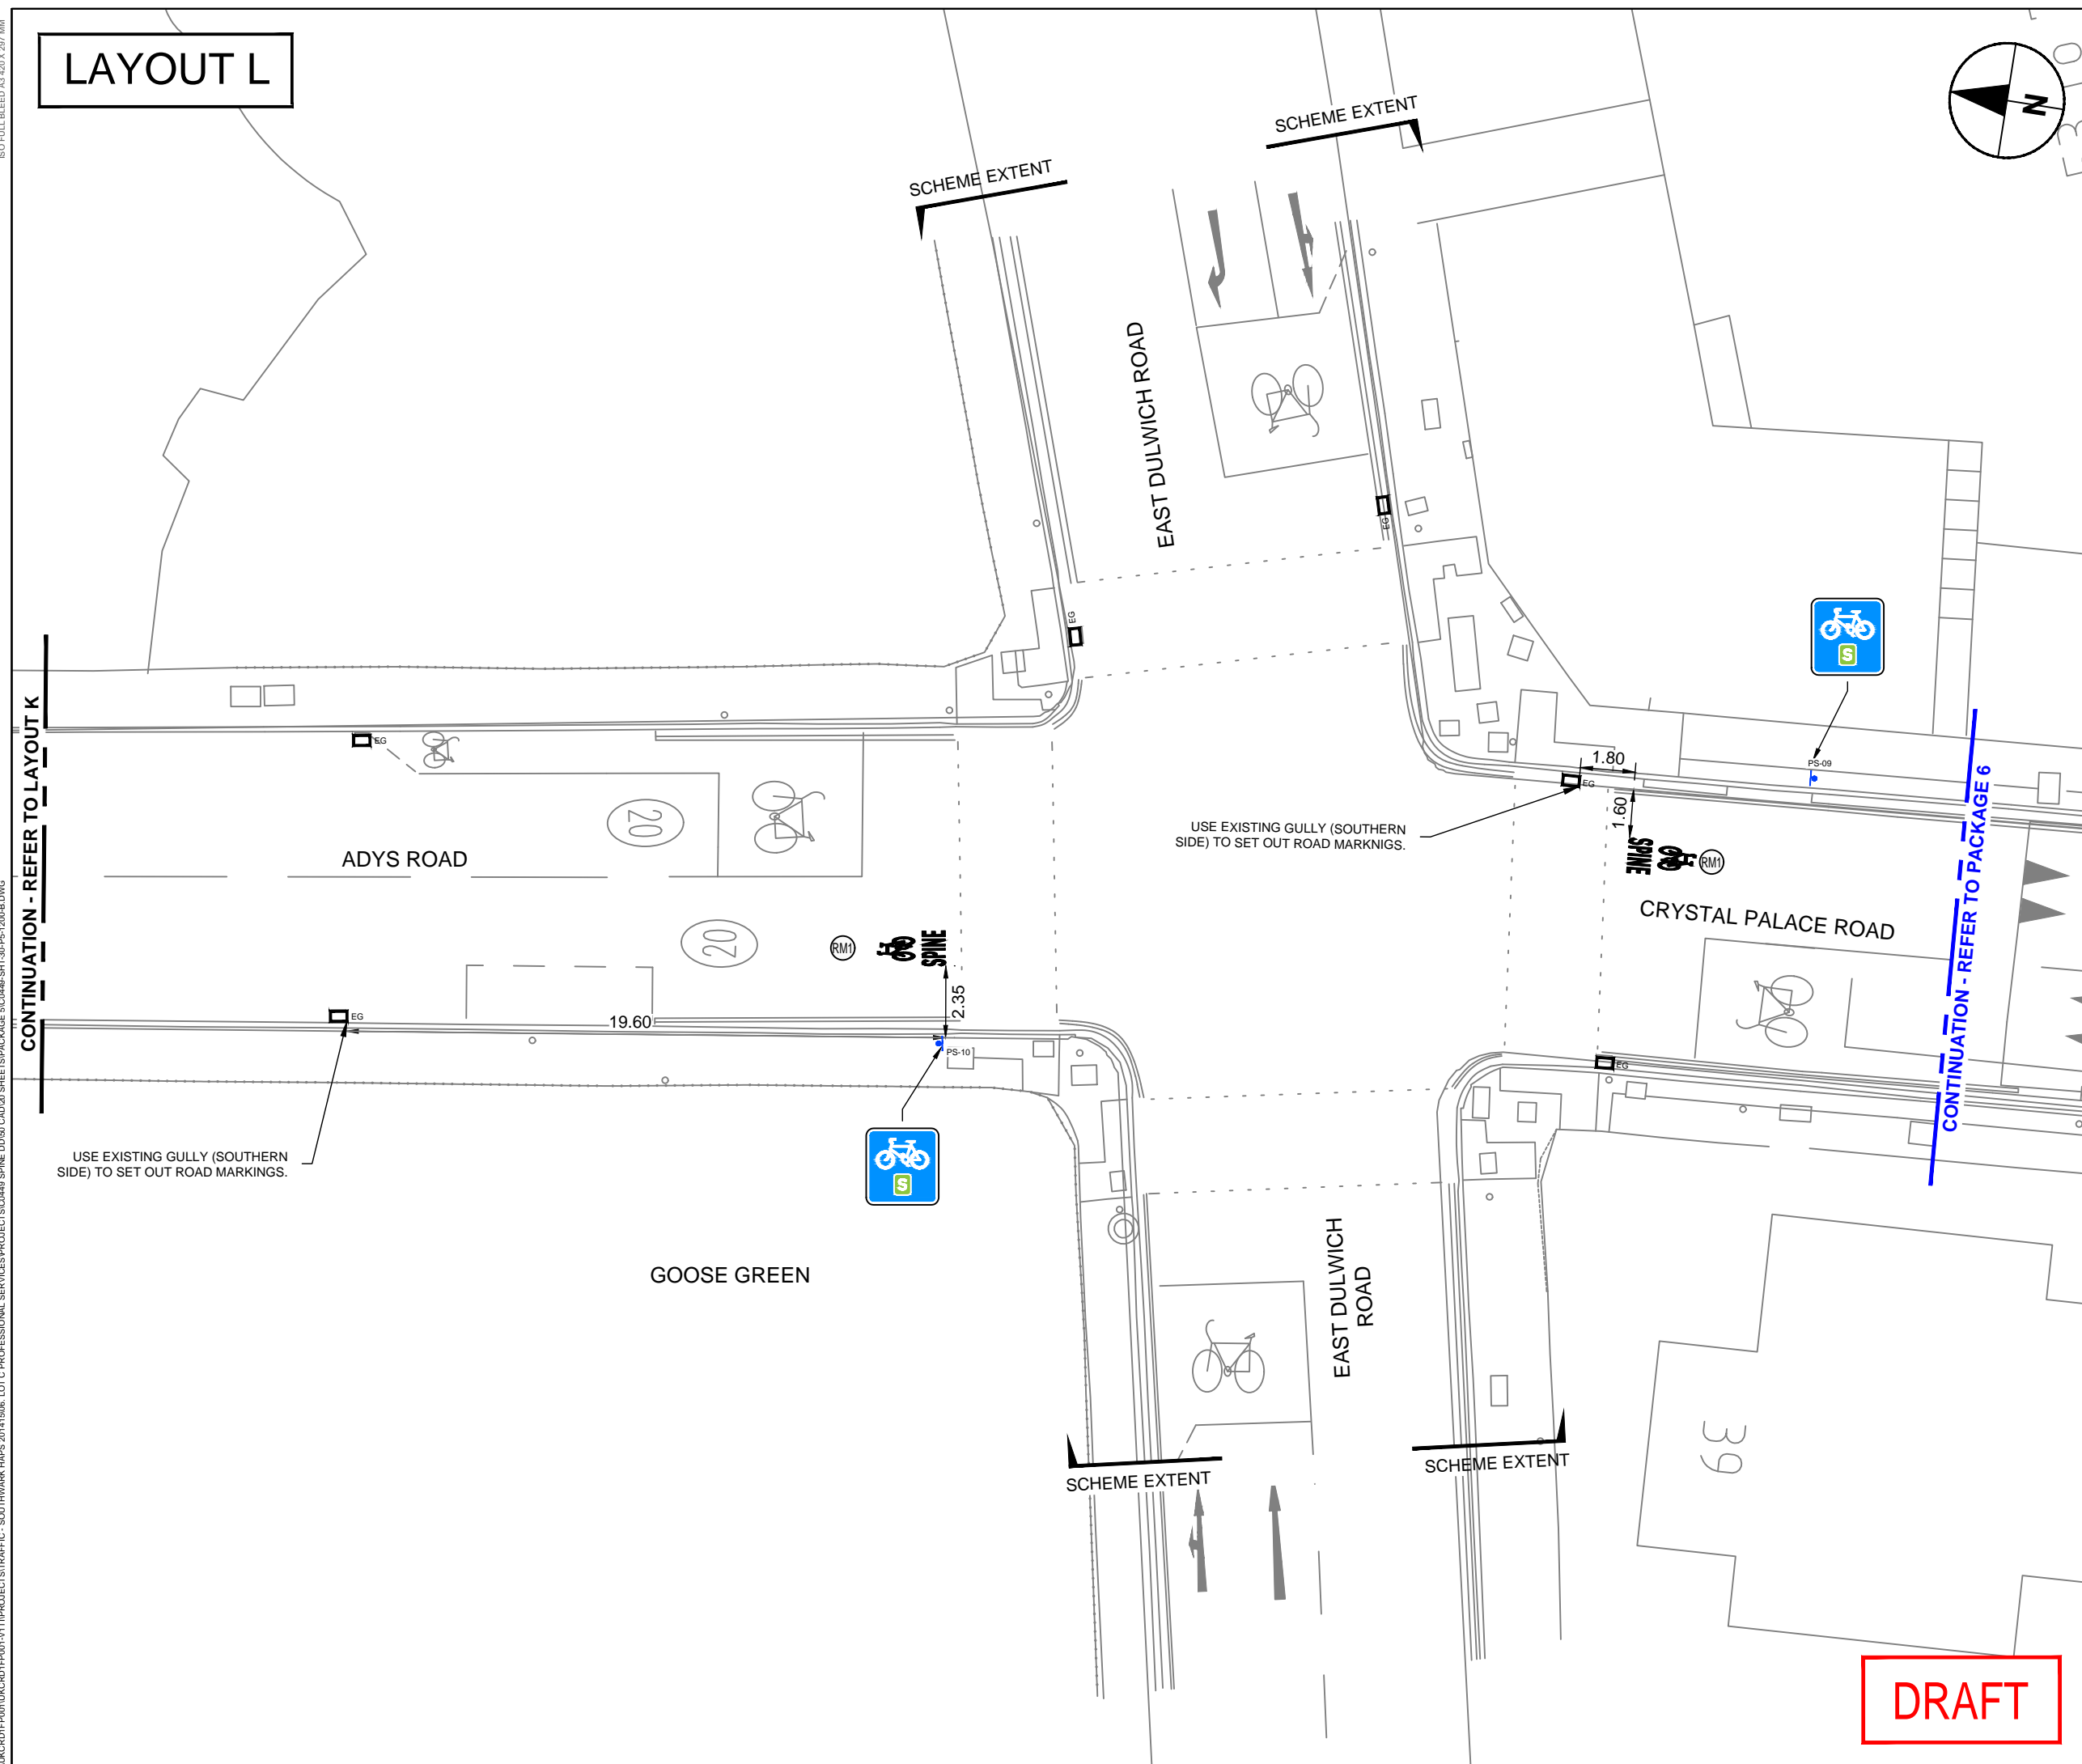 LAYOUT L
SCHEME EXTENT
SCHEME EXTENT
N
EAST DULWICH ROAD
EG
EG
S
PS-09
CONTINUATION - REFER TO LAYOUT K
EG
20
ADYS ROAD
1.80
EG
1.60
USE EXISTING GULLY (SOUTHERN
SIDE) TO SET OUT ROAD MARKNIGS.
SPINE
RM1
CRYSTAL PALACE ROAD
CONTINUATION - REFER TO PACKAGE 6
20
RM1
SPINE
2.35
EG
19.60
PS-10
EG
USE EXISTING GULLY (SOUTHERN
SIDE) TO SET OUT ROAD MARKINGS.
S
GOOSE GREEN
EAST DULWICH
ROAD
SCHEME EXTENT
SCHEME EXTENT
39
DRAFT